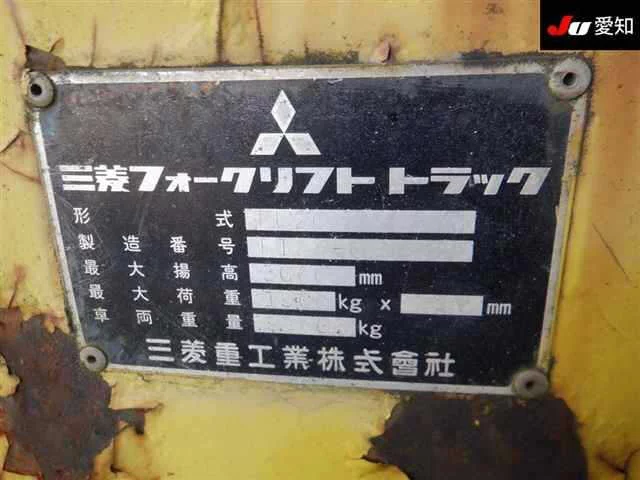 JU 愛知
三菱フォークリフトトラック
形式
製造番号
最大揚高 mm
最大荷重 kg x mm
車両重量 kg
三菱重工業株式會社